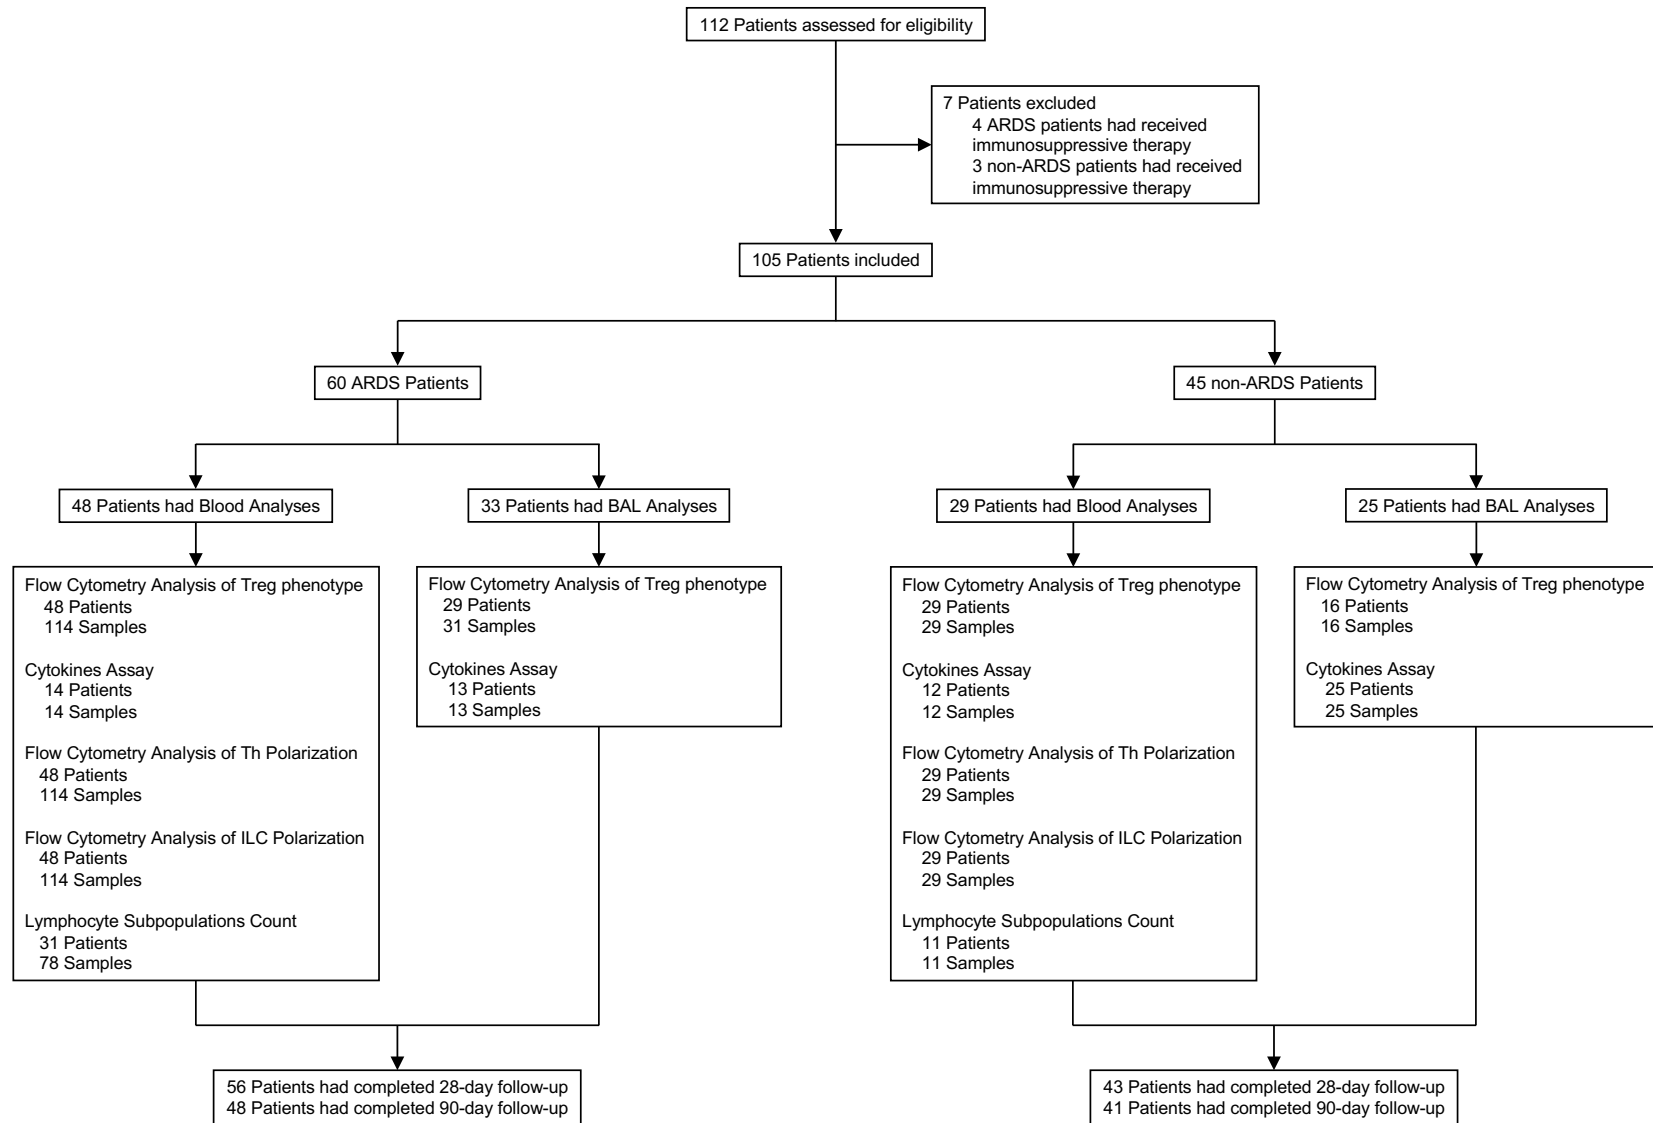 112 Patients assessed for eligibility
7 Patients excluded
4 ARDS patients had received
immunosuppressive therapy
3 non-ARDS patients had received
immunosuppressive therapy
105 Patients included
60 ARDS Patients
45 non-ARDS Patients
48 Patients had Blood Analyses
33 Patients had BAL Analyses
29 Patients had Blood Analyses
25 Patients had BAL Analyses
Flow Cytometry Analysis of Treg phenotype
48 Patients
114 Samples
Cytokines Assay
14 Patients
14 Samples
Flow Cytometry Analysis of Th Polarization
48 Patients
114 Samples
Flow Cytometry Analysis of ILC Polarization
48 Patients
114 Samples
Lymphocyte Subpopulations Count
31 Patients
78 Samples
Flow Cytometry Analysis of Treg phenotype
29 Patients
31 Samples
Cytokines Assay
13 Patients
13 Samples
Flow Cytometry Analysis of Treg phenotype
29 Patients
29 Samples
Cytokines Assay
12 Patients
12 Samples
Flow Cytometry Analysis of Th Polarization
29 Patients
29 Samples
Flow Cytometry Analysis of ILC Polarization
29 Patients
29 Samples
Lymphocyte Subpopulations Count
11 Patients
11 Samples
Flow Cytometry Analysis of Treg phenotype
16 Patients
16 Samples
Cytokines Assay
25 Patients
25 Samples
56 Patients had completed 28-day follow-up
48 Patients had completed 90-day follow-up
43 Patients had completed 28-day follow-up
41 Patients had completed 90-day follow-up